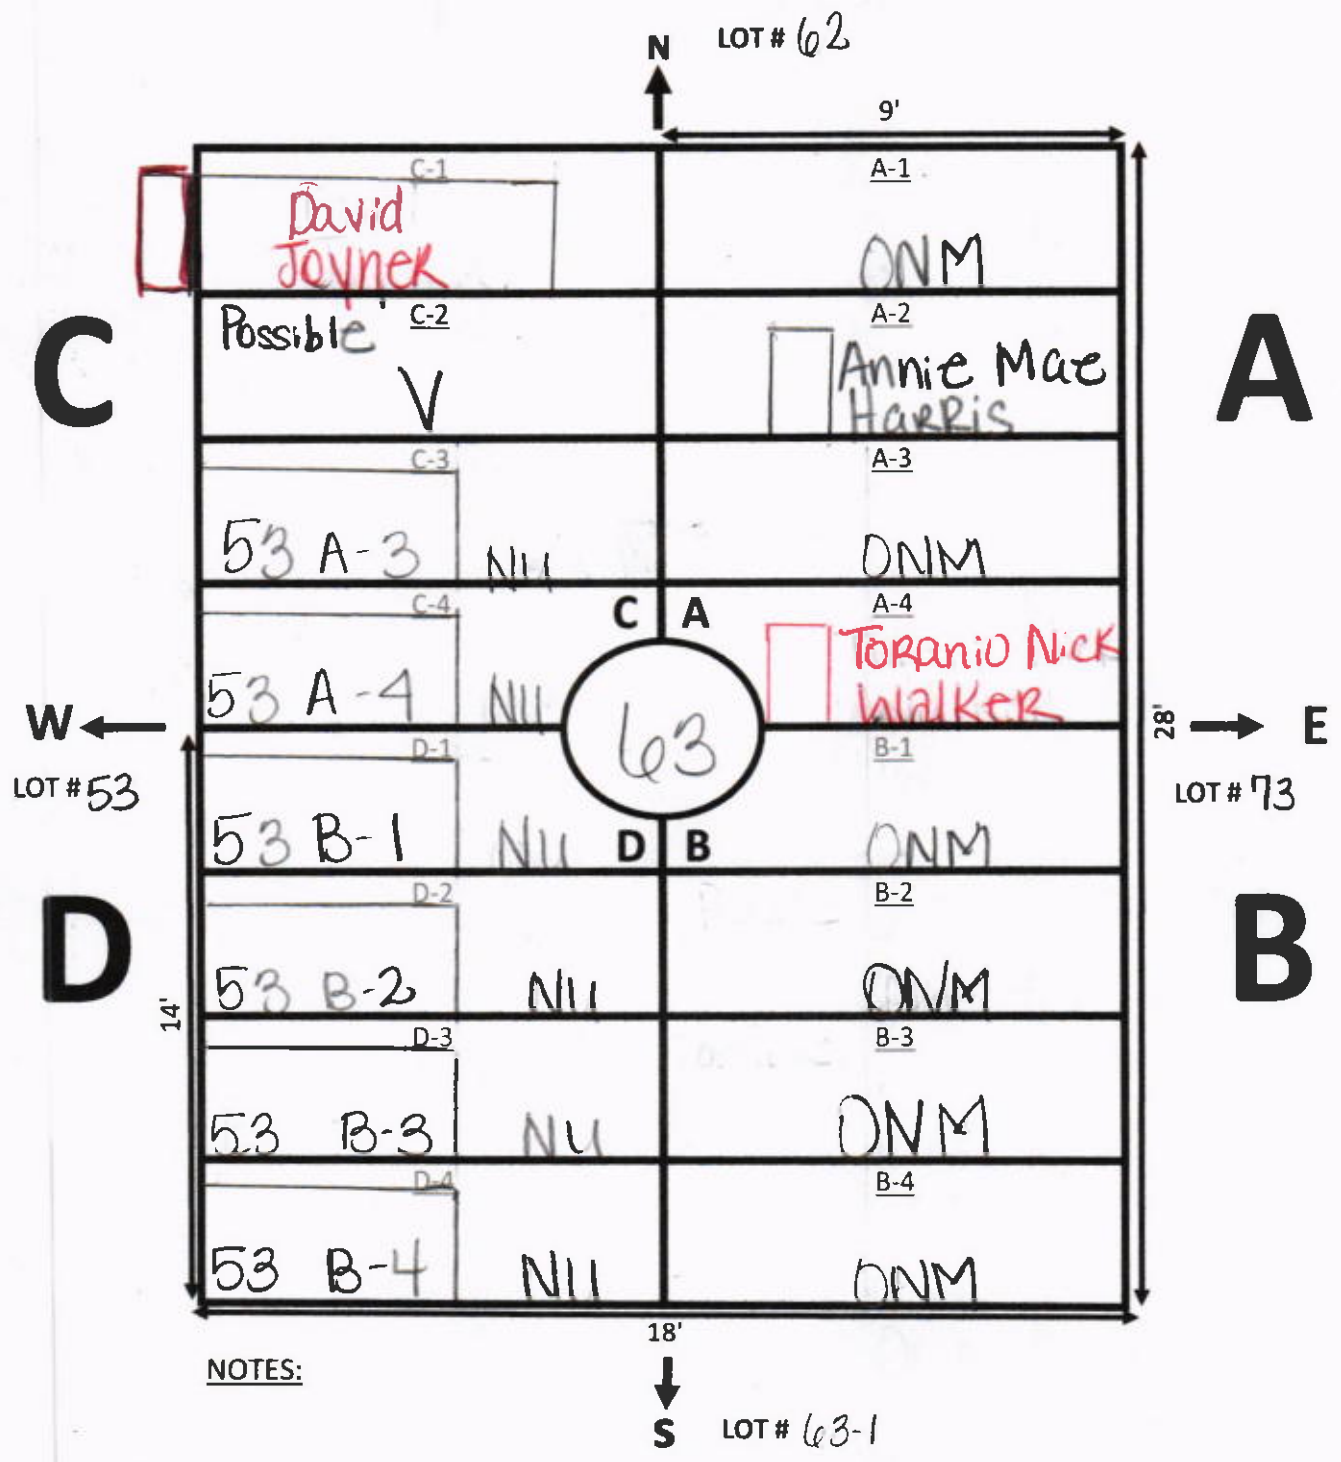 N LOT # 62
9'
C-1 A-1
David
Joyner ONM
Possible C-2 A-2
V Annie Mae
Harris
C-3 A-3
53 A-3 NU ONM
C-4 C A A-4
Toranio Nick
53 A-4 NU Walker
C A
W 63 28' E
LOT # 53 D-1 B-1 LOT # 73
53 B-1 NU D B ONM
D-2 B-2
D B
53 B-2 NU ONM
14'
D-3 B-3
53 B-3 NU ONM
D-4 B-4
53 B-4 NU ONM
18'
NOTES:
S LOT # 63-1